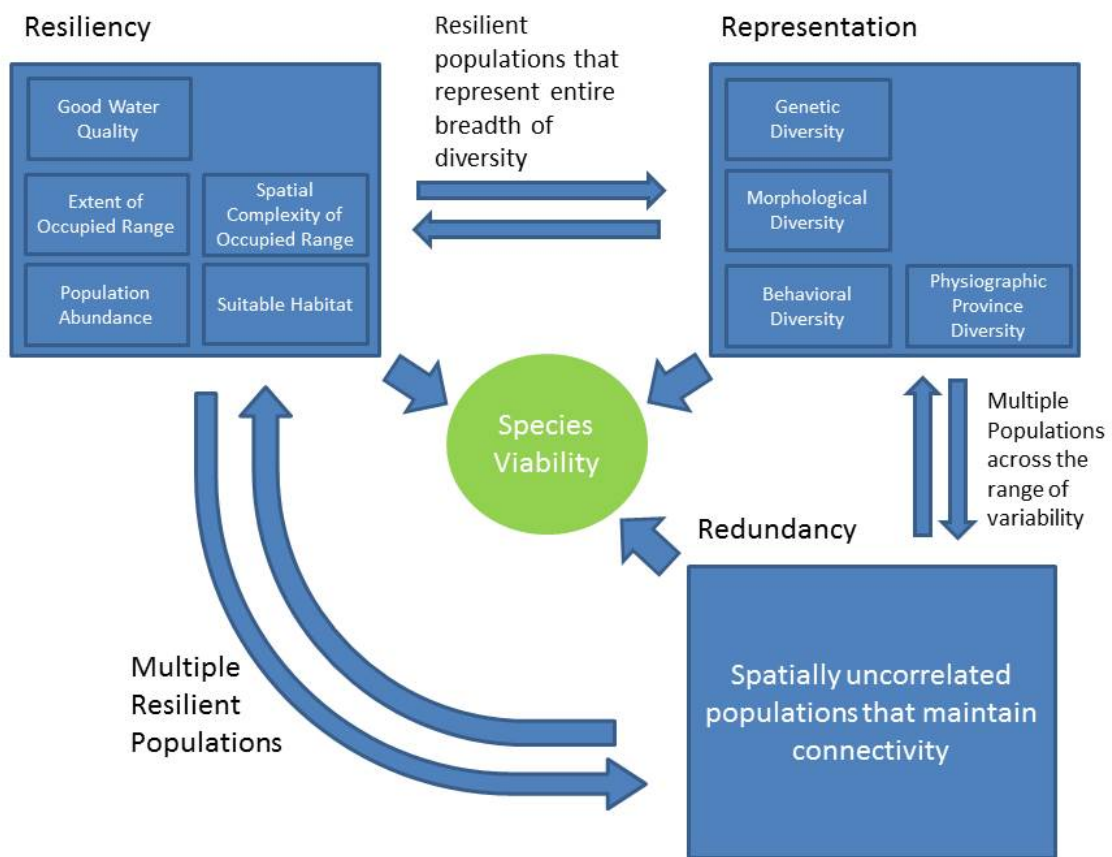 Resiliency
Good Water
Quality
Extent of
Occupied Range
Spatial
Complexity of
Occupied Range
Population
Abundance
Suitable Habitat
Resilient
populations that
represent entire
breadth of
diversity
Representation
Genetic
Diversity
Morphological
Diversity
Behavioral
Diversity
Physiographic
Province
Diversity
Species
Viability
Multiple
Populations
across the
range of
variability
Redundancy
Spatially uncorrelated
populations that maintain
connectivity
Multiple
Resilient
Populations